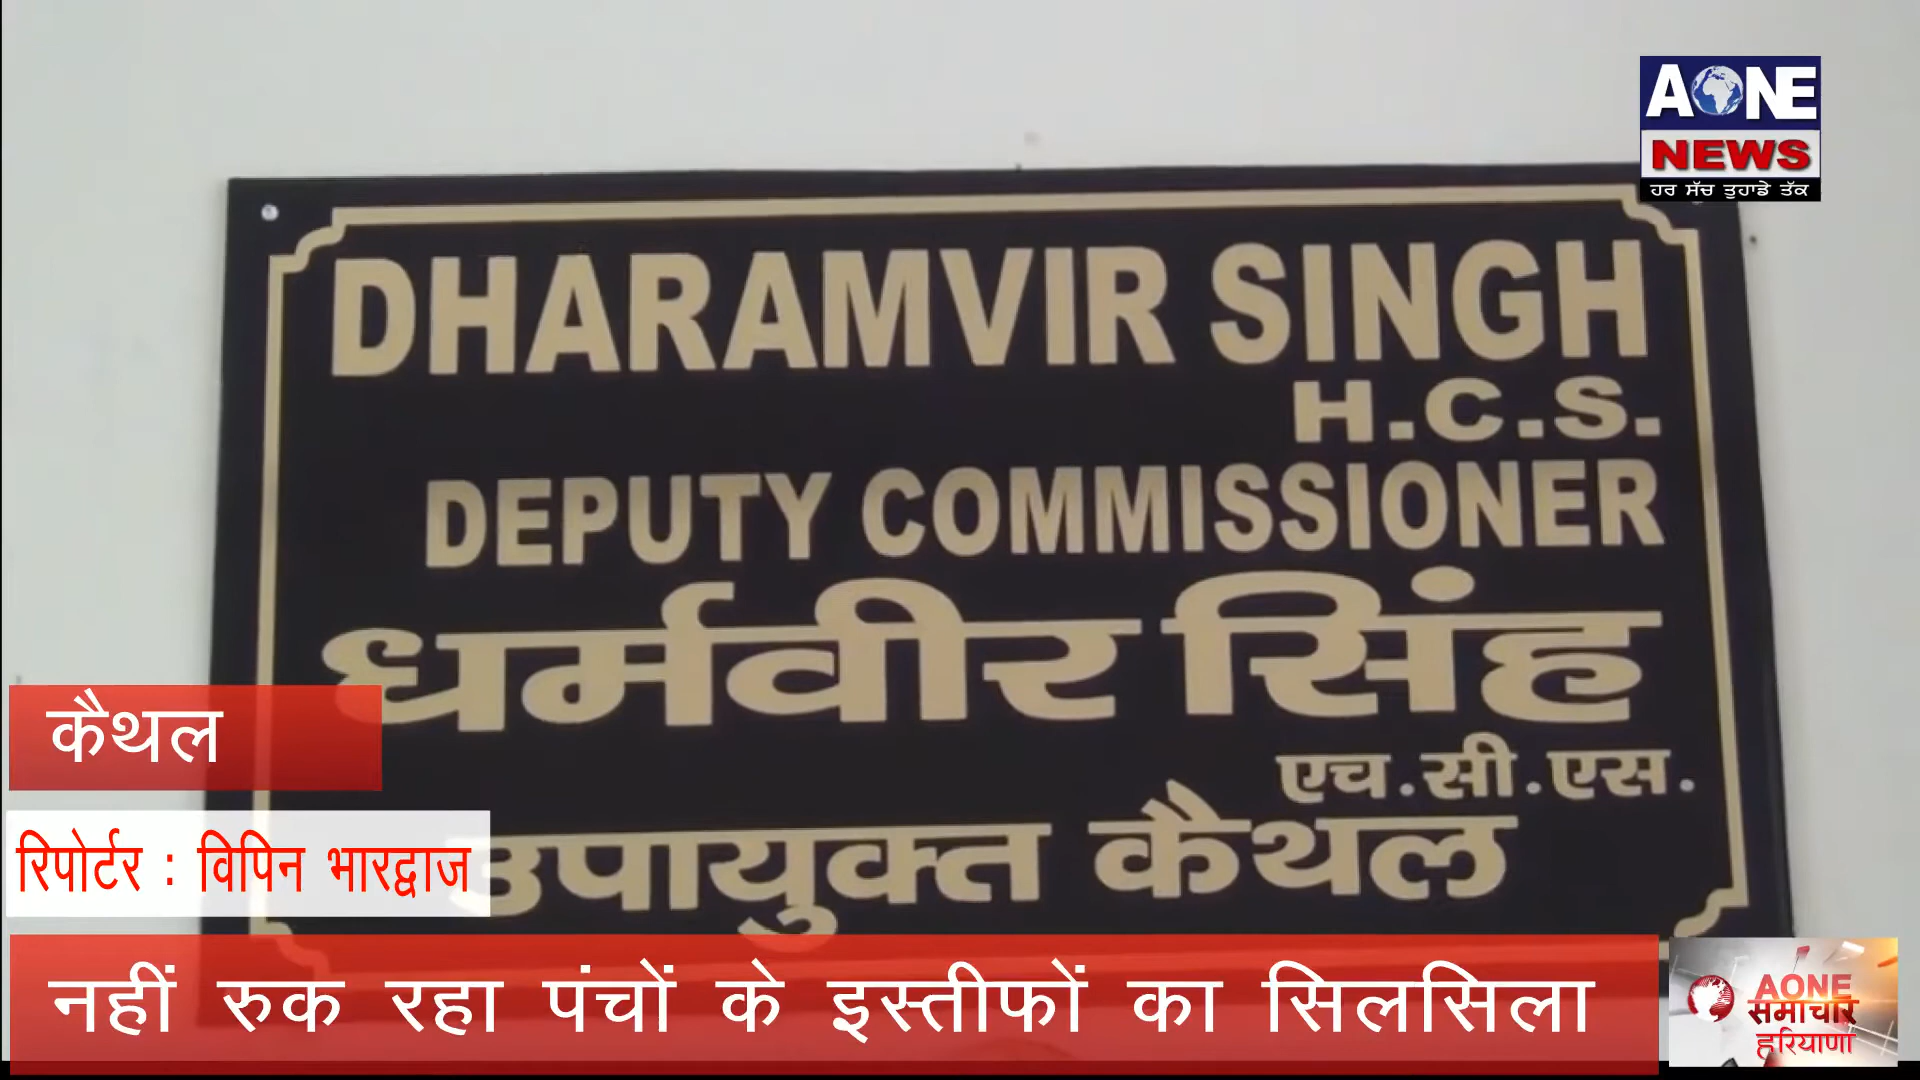 AONE
NEWS
ਹਰ ਸੱਚ ਤੁਹਾਡੇ ਤੱਕ
DHARAMVIR SINGH
H.C.S.
DEPUTY COMMISSIONER
धर्मवीर सिंह
एच.सी.एस.
उपायुक्त कैथल
कैथल
रिपोर्टर : विपिन भारद्वाज
नहीं रुक रहा पंचों के इस्तीफों का सिलसिला
AONE
समाचार
हरियाणा